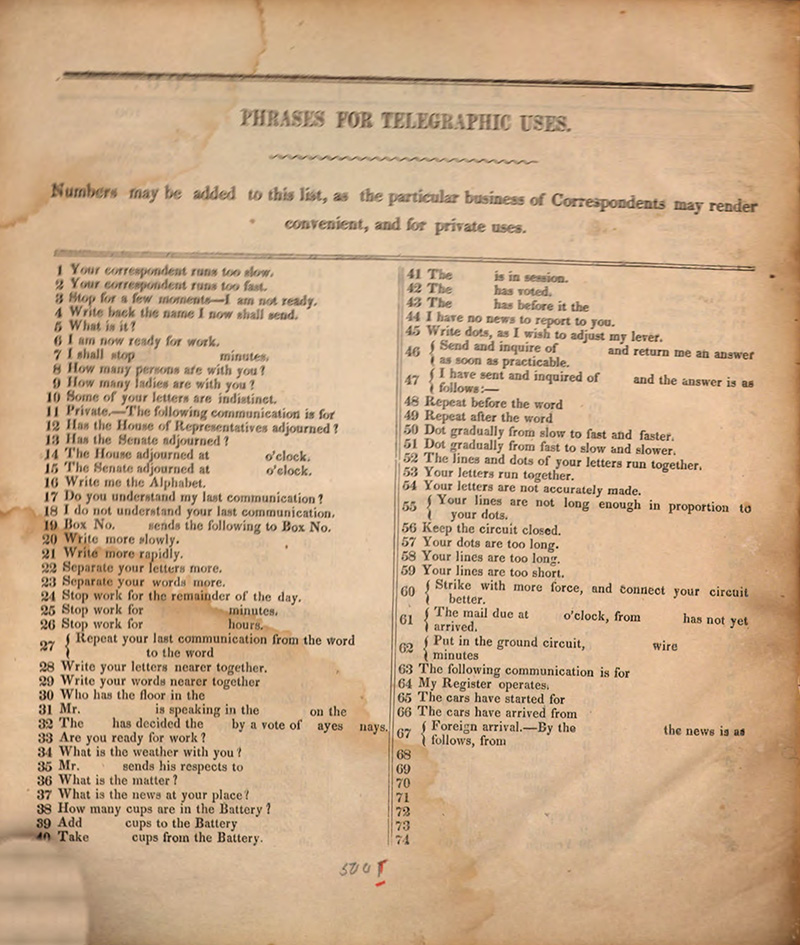 PHRASES FOR TELEGRAPHIC USES.
Numbers may be added to this list, as the particular business of Correspondents may render
convenient, and for private uses.
1 Your correspondent runs too slow.
2 Your correspondent runs too fast.
3 Stop for a few moments—I am not ready.
4 Write back the name I now shall send.
5 What is it?
6 I am now ready for work.
7 I shall stop minutes.
8 How many persons are with you?
9 How many ladies are with you?
10 Some of your letters are indistinct.
11 Private.—The following communication is for
12 Has the House of Representatives adjourned?
13 Has the Senate adjourned?
14 The House adjourned at o'clock.
15 The Senate adjourned at o'clock.
16 Write me the Alphabet.
17 Do you understand my last communication?
18 I do not understand your last communication.
19 Box No. sends the following to Box No.
20 Write more slowly.
21 Write more rapidly.
22 Separate your letters more.
23 Separate your words more.
24 Stop work for the remainder of the day.
25 Stop work for minutes.
26 Stop work for hours.
27 { Repeat your last communication from the word
{ to the word
28 Write your letters nearer together.
29 Write your words nearer together
30 Who has the floor in the
31 Mr. is speaking in the on the
32 The has decided the by a vote of ayes nays.
33 Are you ready for work?
34 What is the weather with you?
35 Mr. sends his respects to
36 What is the matter?
37 What is the news at your place?
38 How many cups are in the Battery?
39 Add cups to the Battery
40 Take cups from the Battery.
41 The is in session.
42 The has voted.
43 The has before it the
44 I have no news to report to you.
45 Write dots, as I wish to adjust my lever.
46 { Send and inquire of and return me an answer
{ as soon as practicable.
47 { I have sent and inquired of and the answer is as
{ follows:—
48 Repeat before the word
49 Repeat after the word
50 Dot gradually from slow to fast and faster.
51 Dot gradually from fast to slow and slower.
52 The lines and dots of your letters run together.
53 Your letters run together.
54 Your letters are not accurately made.
55 { Your lines are not long enough in proportion to
{ your dots.
56 Keep the circuit closed.
57 Your dots are too long.
58 Your lines are too long.
59 Your lines are too short.
60 { Strike with more force, and connect your circuit
{ better.
61 { The mail due at o'clock, from has not yet
{ arrived.
62 { Put in the ground circuit, wire
{ minutes
63 The following communication is for
64 My Register operates.
65 The cars have started for
66 The cars have arrived from
67 { Foreign arrival.—By the the news is as
{ follows, from
68
69
70
71
72
73
74